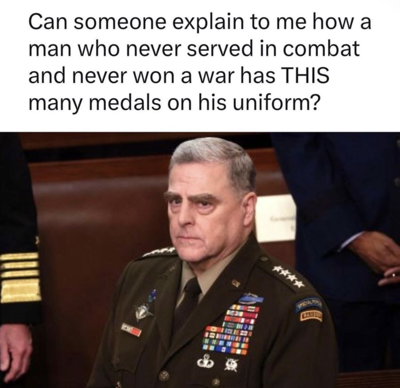 Can someone explain to me how a
man who never served in combat
and never won a war has THIS
many medals on his uniform?